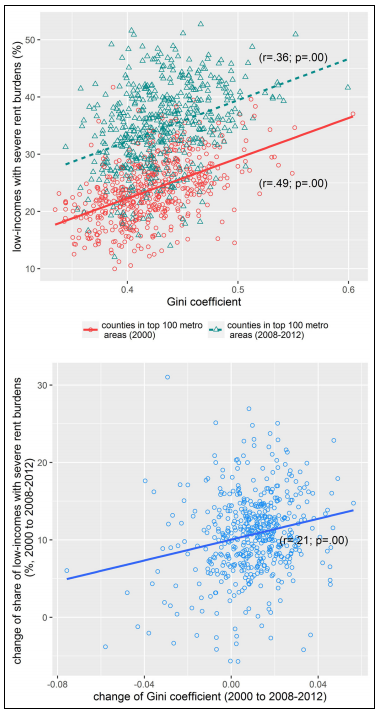 low-incomes with severe rent burdens (%)
50
40
30
20
10
(r=.36; p=.00)
(r=.49; p=.00)
0.4
0.5
0.6
Gini coefficient
counties in top 100 metro
areas (2000)
counties in top 100 metro
areas (2008-2012)
change of share of low-incomes with severe rent burdens
(%, 2000 to 2008-2012)
30
20
10
0
(r=.21; p=.00)
-0.08
-0.04
0.00
0.04
change of Gini coefficient (2000 to 2008-2012)